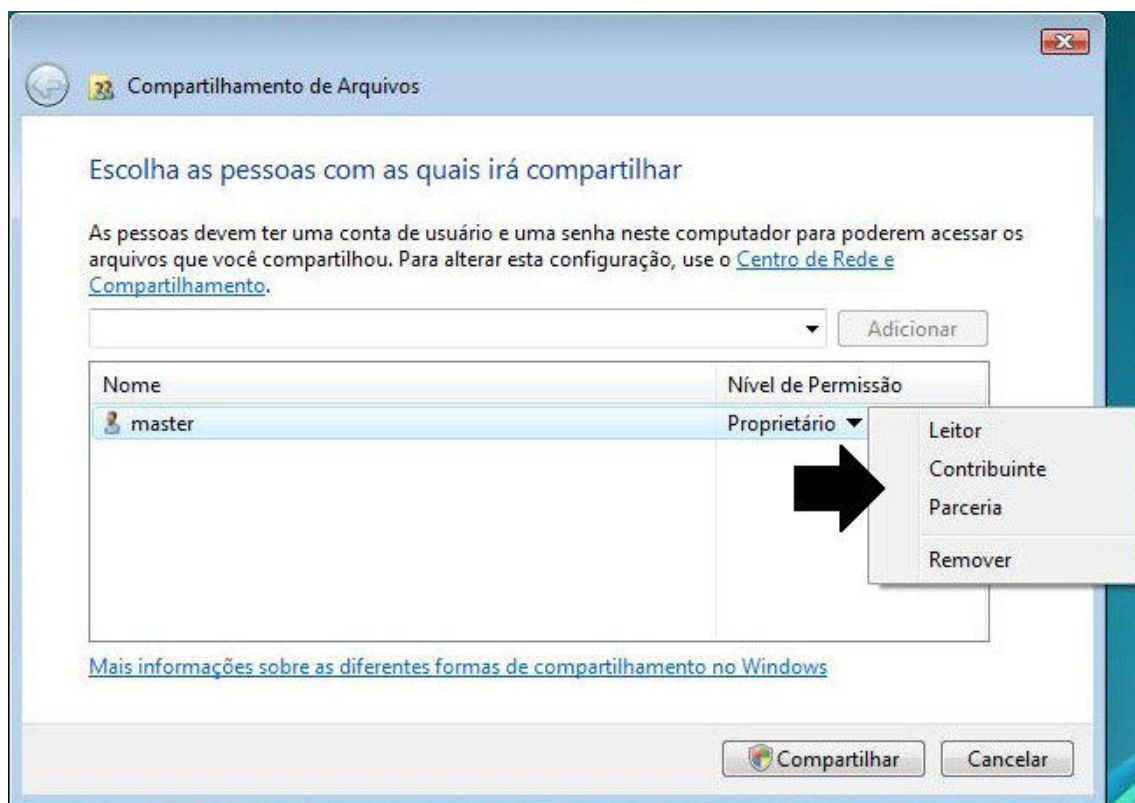 Compartilhamento de Arquivos
Escolha as pessoas com as quais irá compartilhar
As pessoas devem ter uma conta de usuário e uma senha neste computador para poderem acessar os
arquivos que você compartilhou. Para alterar esta configuração, use o Centro de Rede e
Compartilhamento.
Adicionar
Nome Nível de Permissão
master Proprietário
Leitor
Contribuinte
Parceria
Remover
Mais informações sobre as diferentes formas de compartilhamento no Windows
Compartilhar Cancelar